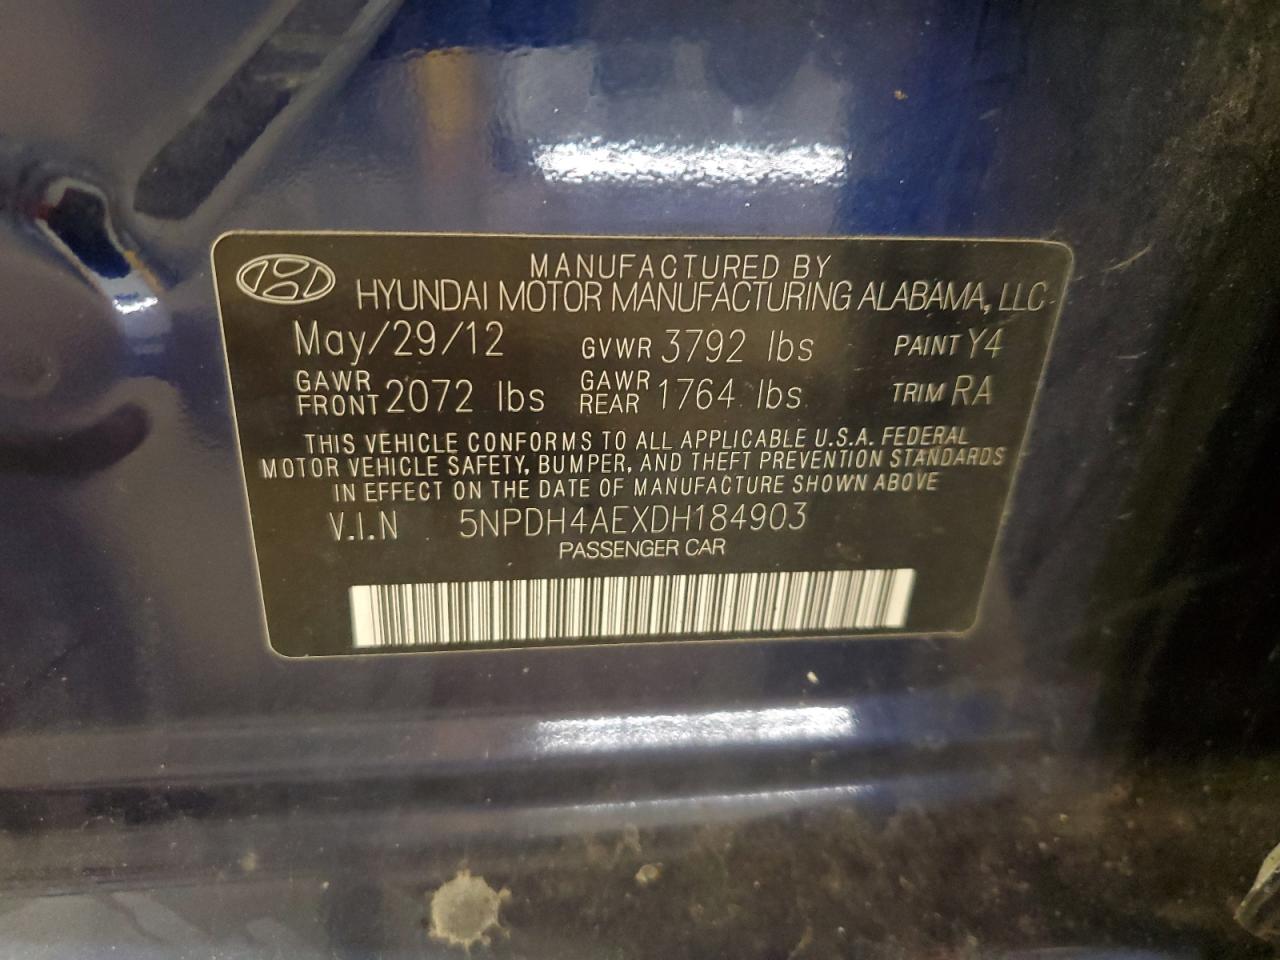 MANUFACTURED BY
HYUNDAI MOTOR MANUFACTURING ALABAMA, LLC
May/29/12 GVWR 3792 lbs PAINT Y4
GAWR FRONT 2072 lbs GAWR REAR 1764 lbs TRIM RA
THIS VEHICLE CONFORMS TO ALL APPLICABLE U.S.A. FEDERAL
MOTOR VEHICLE SAFETY, BUMPER, AND THEFT PREVENTION STANDARDS
IN EFFECT ON THE DATE OF MANUFACTURE SHOWN ABOVE
V.I.N 5NPDH4AEXDH184903
PASSENGER CAR